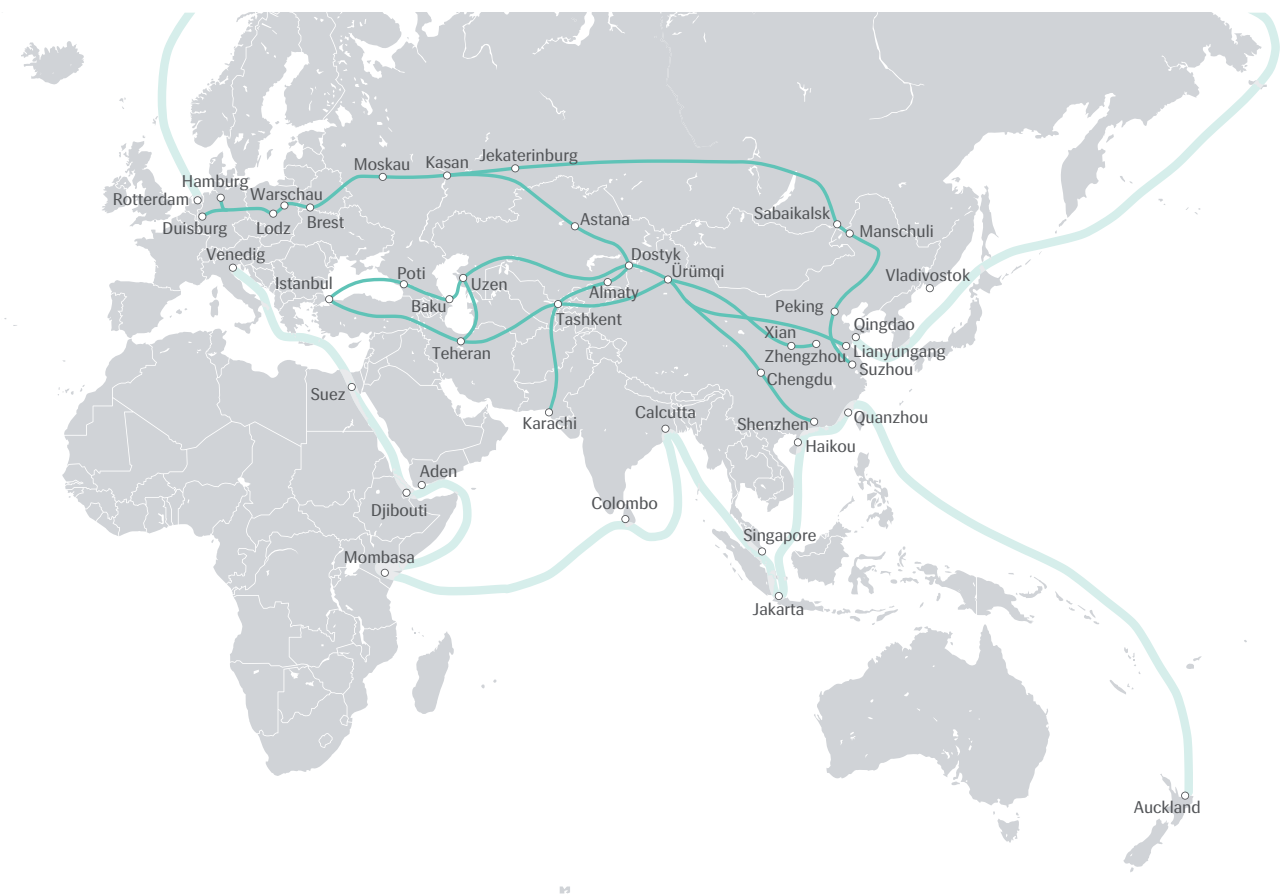 Jekaterinburg
Moskau
Kasan
Hamburg
Warschau
Rotterdam
Duisburg
Lodz
Brest
Astana
Sabaikalsk
Manschuli
Venedig
Dostyk
Istanbul
Poti
Uzen
Ürümqi
Vladivostok
Almaty
Baku
Tashkent
Peking
Qingdao
Xian
Teheran
Zhengzhou
Lianyungang
Suzhou
Chengdu
Suez
Karachi
Calcutta
Shenzhen
Quanzhou
Haikou
Aden
Djibouti
Colombo
Singapore
Mombasa
Jakarta
Auckland